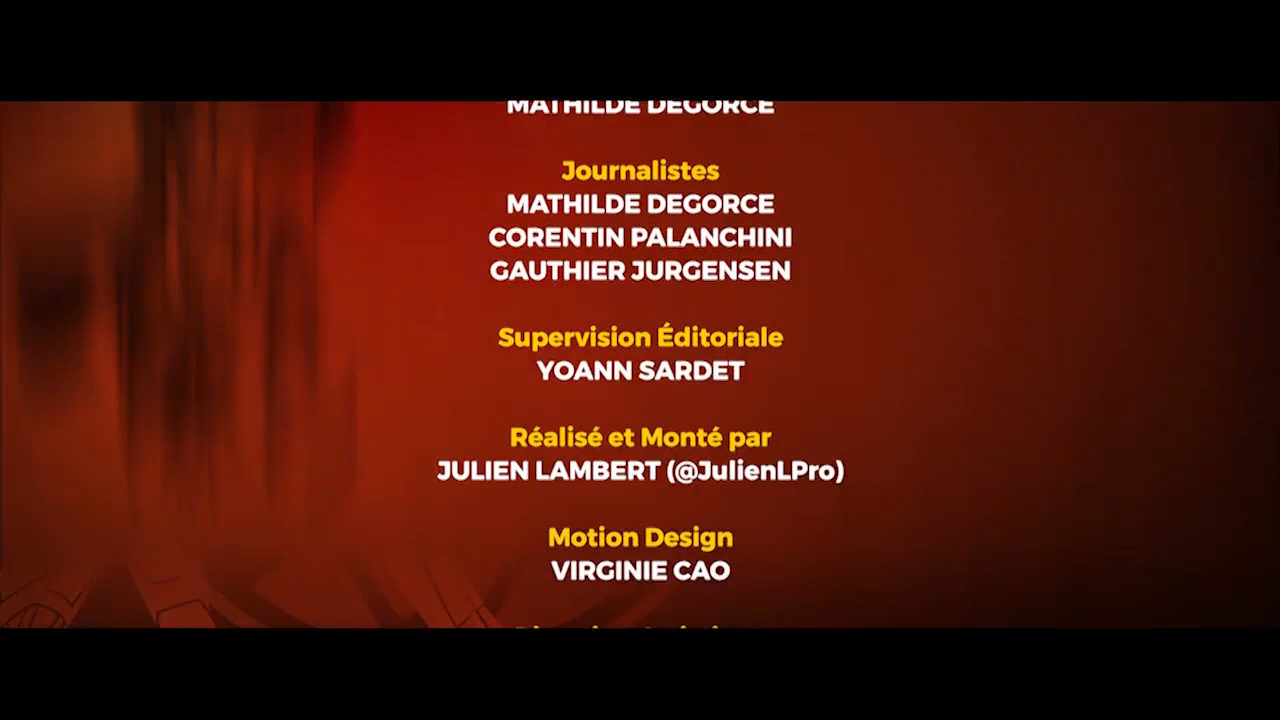 MATHILDE DEGORCE
Journalistes
MATHILDE DEGORCE
CORENTIN PALANCHINI
GAUTHIER JURGENSEN
Supervision Éditoriale
YOANN SARDET
Réalisé et Monté par
JULIEN LAMBERT (@JulienLPro)
Motion Design
VIRGINIE CAO